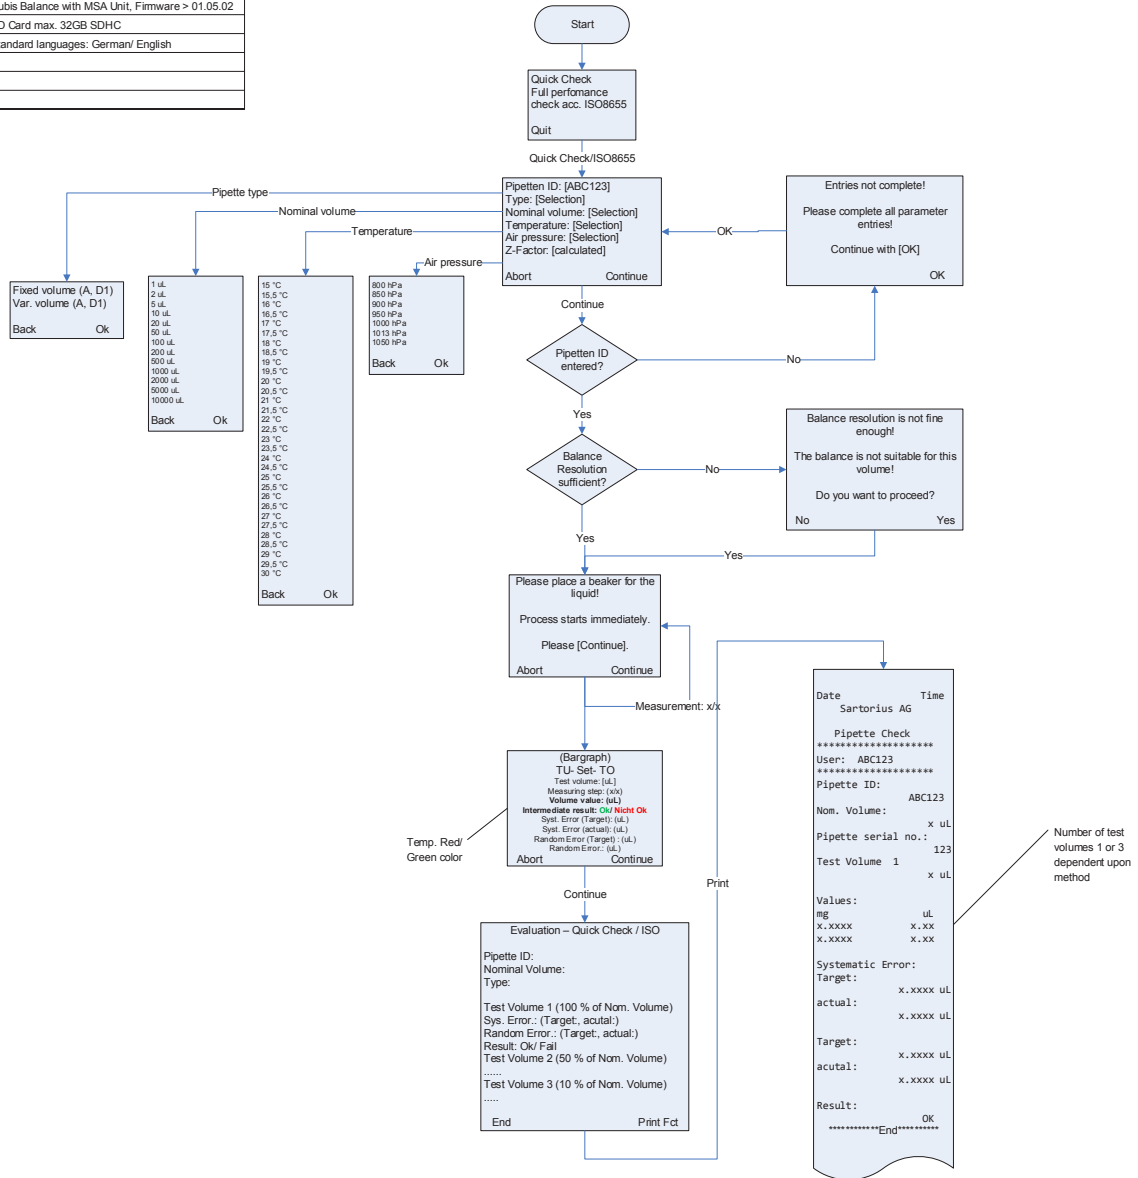 ubis Balance with MSA Unit, Firmware > 01.05.02
D Card max. 32GB SDHC
tandard languages: German/ English
Start
Quick Check
Full perfomance
check acc. ISO8655
Quit
Quick Check/ISO8655
Pipetten ID: [ABC123]
Type: [Selection]
Nominal volume: [Selection]
Temperature: [Selection]
Air pressure: [Selection]
Z-Factor: [calculated]
Abort Continue
Entries not complete!
Please complete all parameter
entries!
Continue with [OK]
OK
OK
Pipette type
Nominal volume
Temperature
Air pressure
Fixed volume (A, D1)
Var. volume (A, D1)
Back Ok
1 uL
2 uL
5 uL
10 uL
20 uL
50 uL
100 uL
200 uL
500 uL
1000 uL
2000 uL
5000 uL
10000 uL
Back Ok
15 °C
15,5 °C
16 °C
16,5 °C
17 °C
17,5 °C
18 °C
18,5 °C
19 °C
19,5 °C
20 °C
20,5 °C
21 °C
21,5 °C
22 °C
22,5 °C
23 °C
23,5 °C
24 °C
24,5 °C
25 °C
25,5 °C
26 °C
26,5 °C
27 °C
27,5 °C
28 °C
28,5 °C
29 °C
29,5 °C
30 °C
Back Ok
800 hPa
850 hPa
900 hPa
950 hPa
1000 hPa
1013 hPa
1050 hPa
Back Ok
Continue
Pipetten ID
entered?
No
Yes
Balance
Resolution
sufficient?
No
Balance resolution is not fine
enough!
The balance is not suitable for this
volume!
Do you want to proceed?
No Yes
Yes
Yes
Please place a beaker for the
liquid!
Process starts immediately.
Please [Continue].
Abort Continue
Measurement: x/x
(Bargraph)
TU- Set- TO
Test volume: [uL]
Measuring step: (x/x)
Volume value: (uL)
Intermediate result: Ok/ Nicht Ok
Syst. Error (Target): (uL)
Syst. Error (actual): (uL)
Random Error (Target) : (uL)
Random Error.: (uL)
Abort Continue
Temp. Red/
Green color
Continue
Evaluation – Quick Check / ISO
Pipette ID:
Nominal Volume:
Type:
Test Volume 1 (100 % of Nom. Volume)
Sys. Error.: (Target:, acutal:)
Random Error.: (Target:, actual:)
Result: Ok/ Fail
Test Volume 2 (50 % of Nom. Volume)
......
Test Volume 3 (10 % of Nom. Volume)
.....
End Print Fct
Print
Date Time
Sartorius AG
Pipette Check
********************
User: ABC123
********************
Pipette ID:
ABC123
Nom. Volume:
x uL
Pipette serial no.:
123
Test Volume 1
x uL
Values:
mg uL
x.xxxx x.xx
x.xxxx x.xx
Systematic Error:
Target:
x.xxxx uL
actual:
x.xxxx uL
Target:
x.xxxx uL
acutal:
x.xxxx uL
Result:
OK
************End**********
Number of test
volumes 1 or 3
dependent upon
method